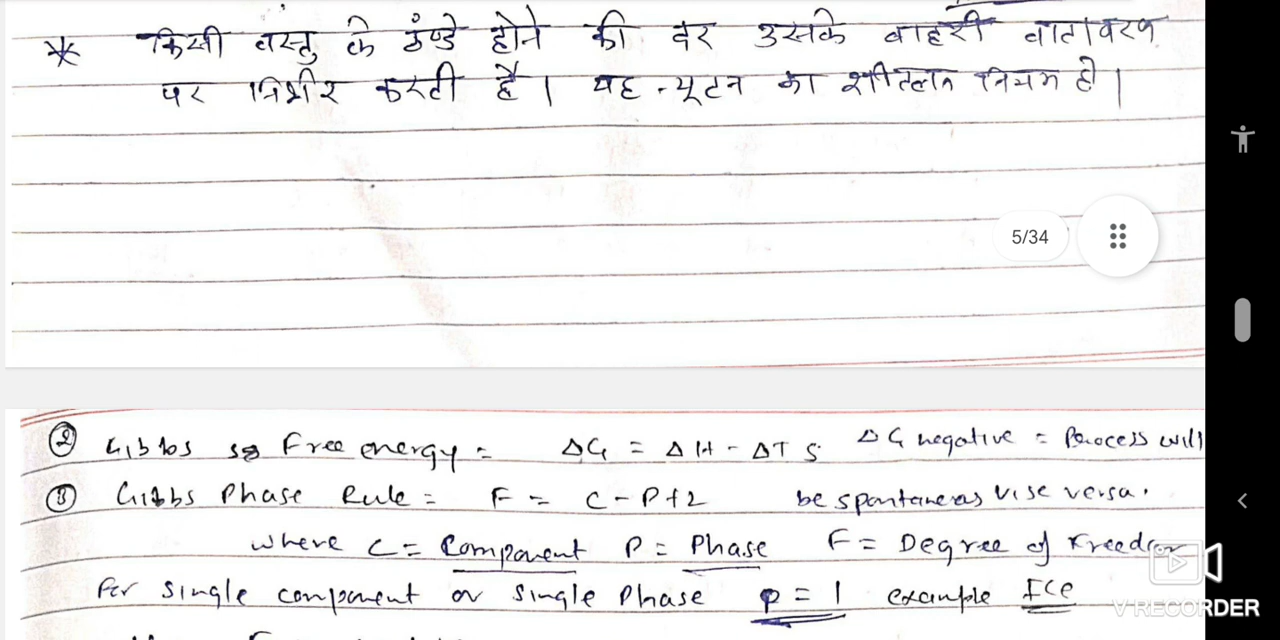 * किसी वस्तु के ठण्डे होने की दर उसके बाहरी वातावरण
पर निर्भर करती है। यह न्यूटन का शीतलन नियम है।
5/34
② Gibbs Free energy = ΔG = ΔH - ΔT S ΔG negative = Process will
③ Gibbs Phase Rule = F = C - P + 2 be spontaneous vise versa.
where C = Component P = Phase F = Degree of Freedom
for single component or single Phase P = 1 example ICe
V RECORDER